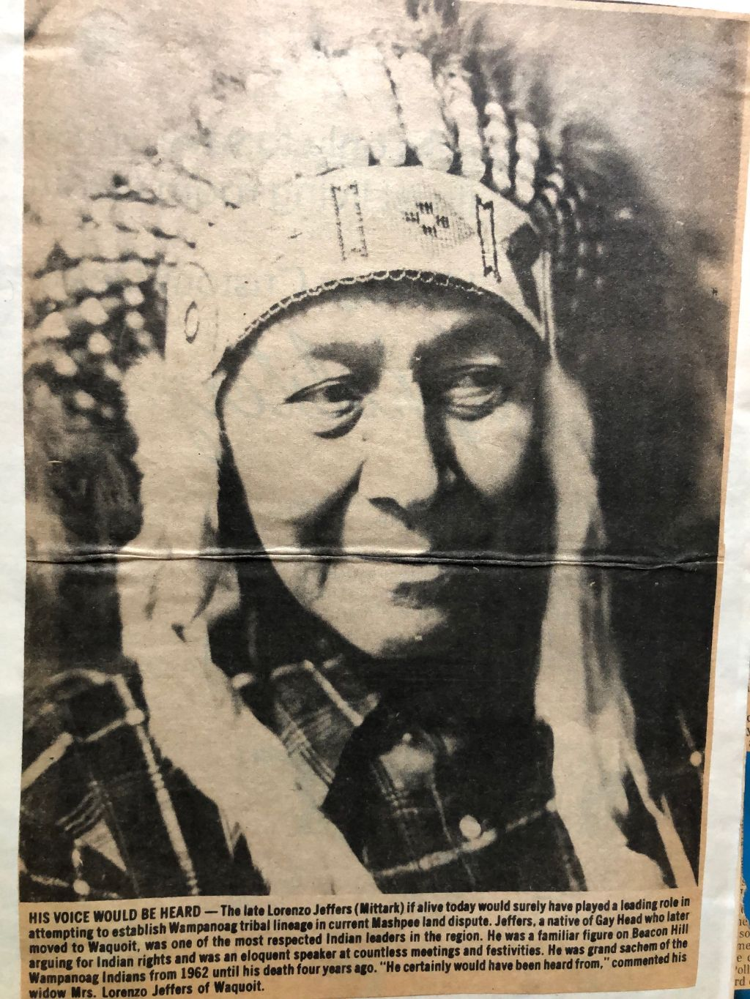 HIS VOICE WOULD BE HEARD — The late Lorenzo Jeffers (Mittark) if alive today would surely have played a leading role in
attempting to establish Wampanoag tribal lineage in current Mashpee land dispute. Jeffers, a native of Gay Head who later
moved to Waquoit, was one of the most respected Indian leaders in the region. He was a familiar figure on Beacon Hill
arguing for Indian rights and was an eloquent speaker at countless meetings and festivities. He was grand sachem of the
Wampanoag Indians from 1962 until his death four years ago. "He certainly would have been heard from," commented his
widow Mrs. Lorenzo Jeffers of Waquoit.